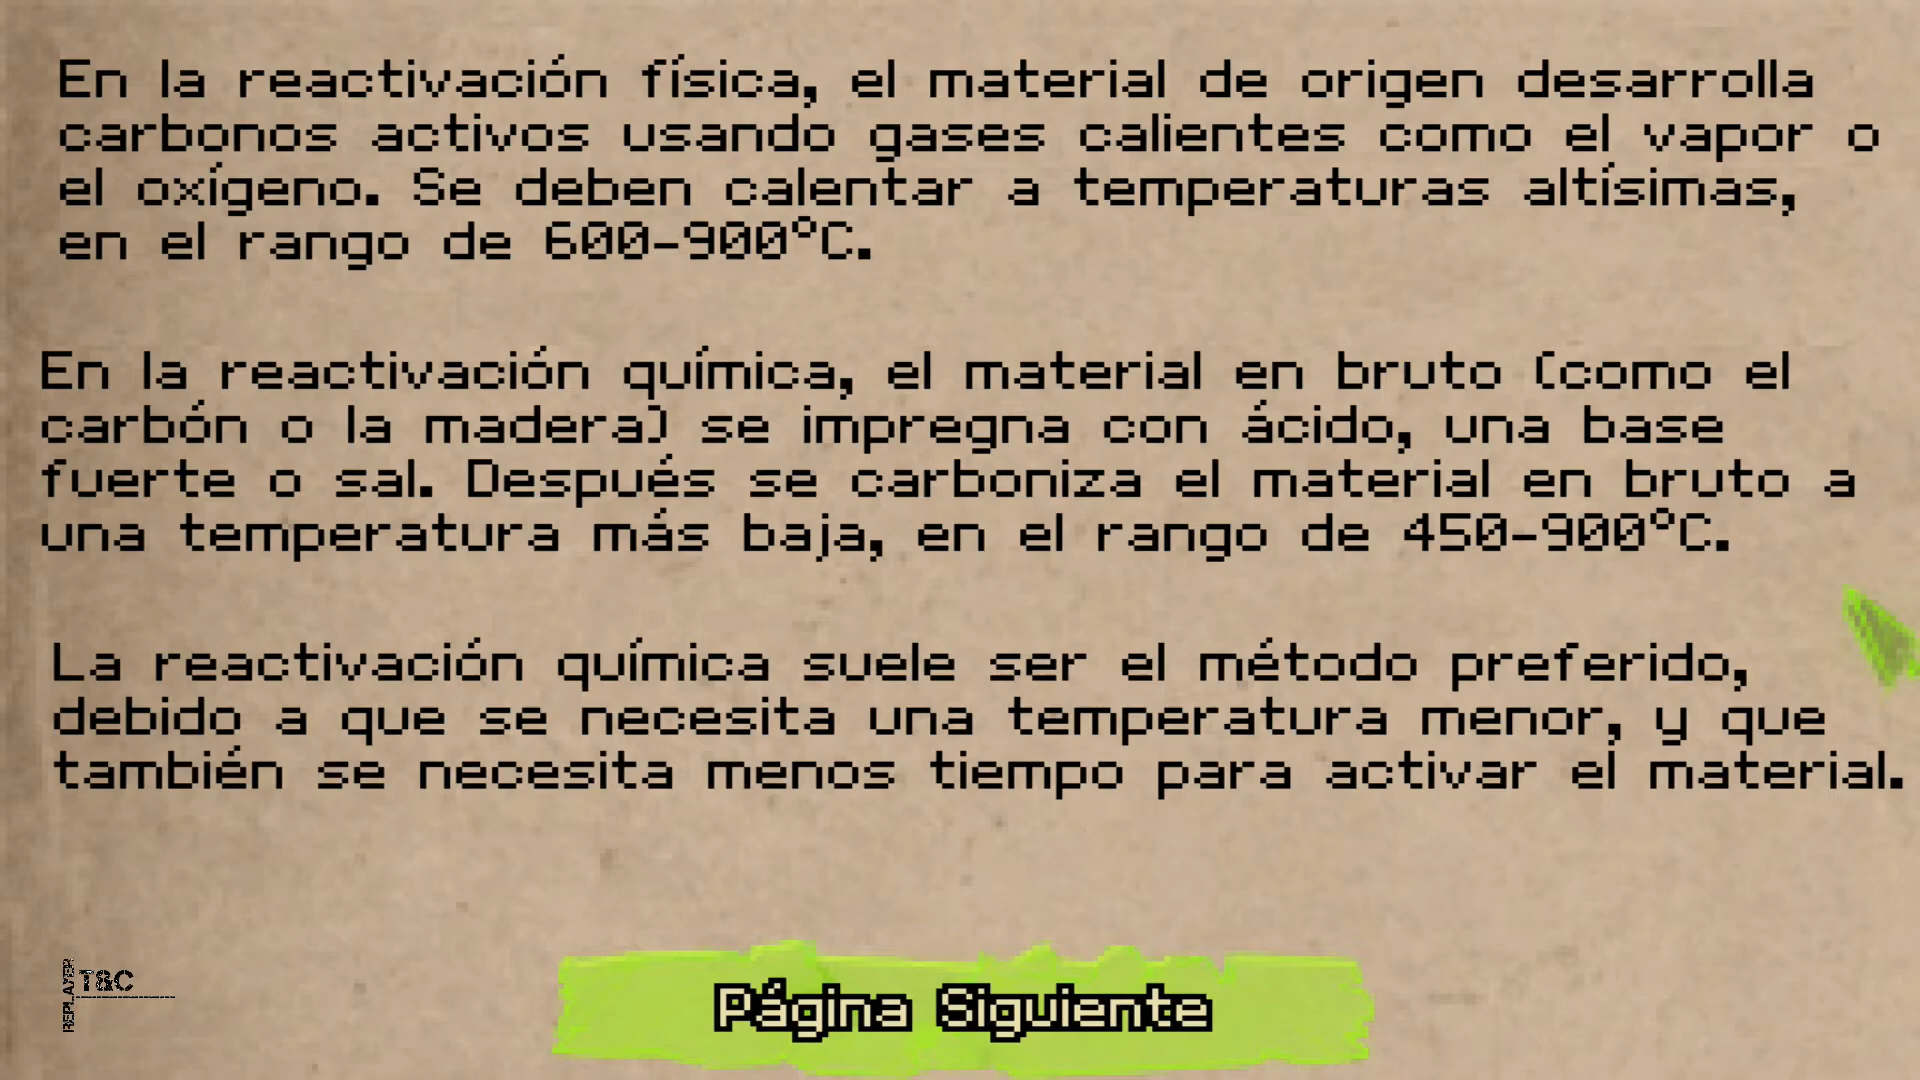 En la reactivación física, el material de origen desarrolla
carbonos activos usando gases calientes como el vapor o
el oxígeno. Se deben calentar a temperaturas altísimas,
en el rango de 600-900ºC.
En la reactivación química, el material en bruto (como el
carbón o la madera) se impregna con ácido, una base
fuerte o sal. Después se carboniza el material en bruto a
una temperatura más baja, en el rango de 450-900ºC.
La reactivación química suele ser el método preferido,
debido a que se necesita una temperatura menor, y que
también se necesita menos tiempo para activar el material.
REPLAYER
T&C
Página Siguiente